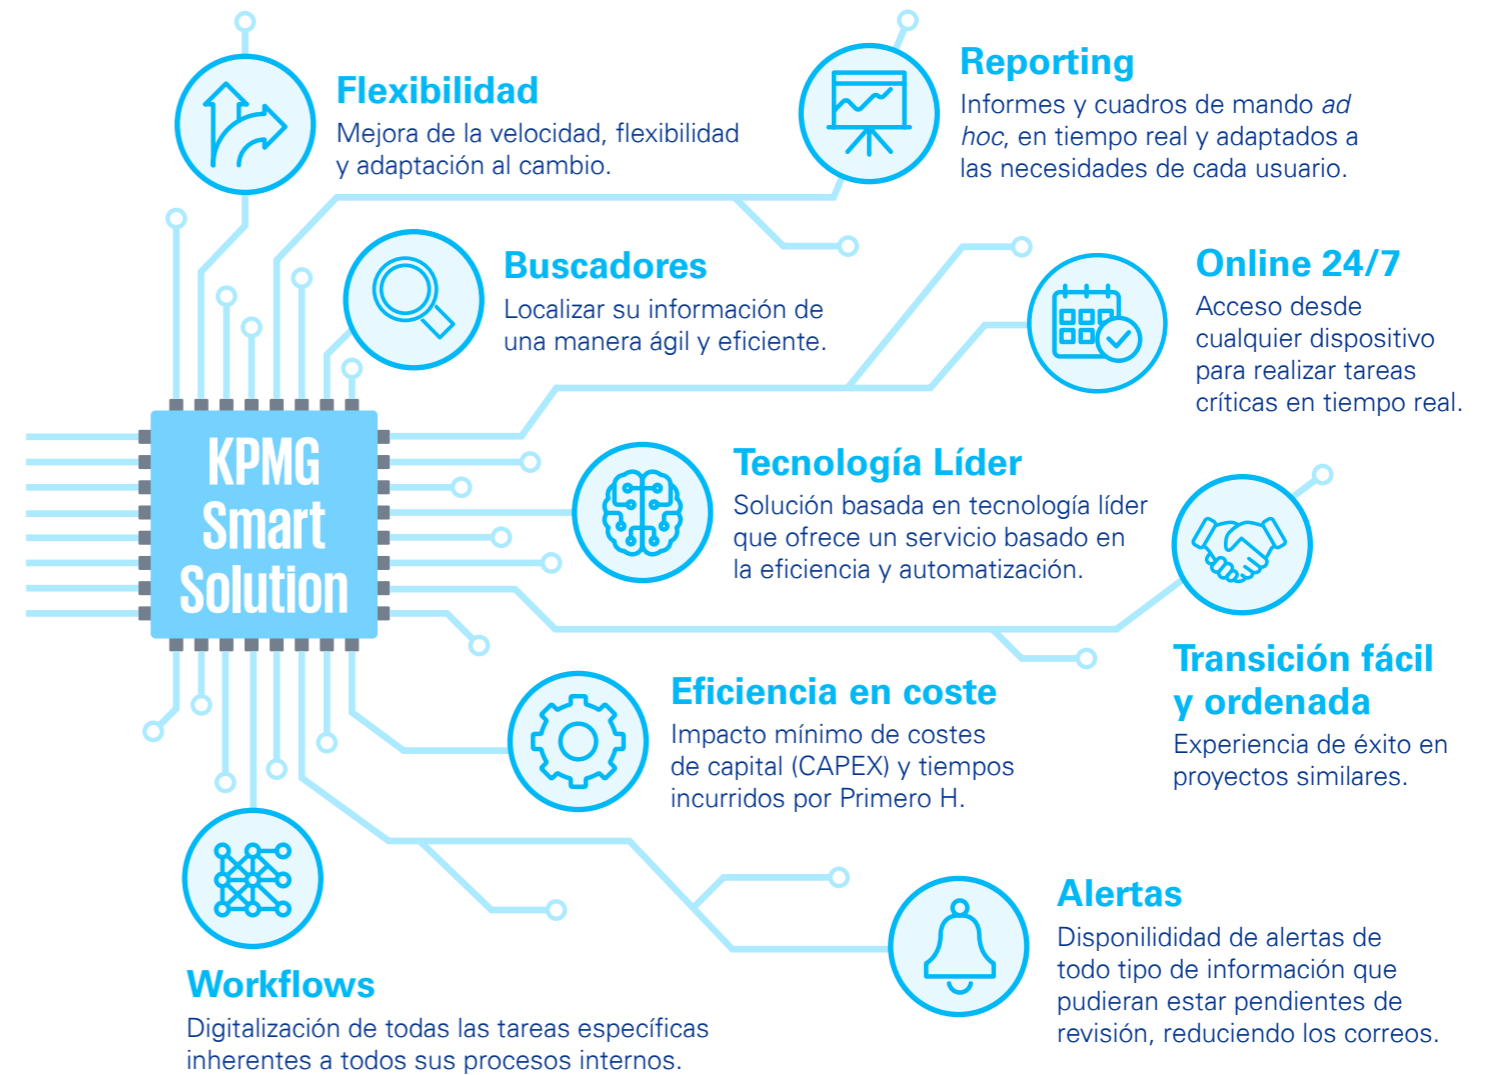 Flexibilidad
Mejora de la velocidad, flexibilidad
y adaptación al cambio.
Reporting
Informes y cuadros de mando ad
hoc, en tiempo real y adaptados a
las necesidades de cada usuario.
Buscadores
Localizar su información de
una manera ágil y eficiente.
Online 24/7
Acceso desde
cualquier dispositivo
para realizar tareas
críticas en tiempo real.
KPMG
Smart
Solution
Tecnología Líder
Solución basada en tecnología líder
que ofrece un servicio basado en
la eficiencia y automatización.
Transición fácil
y ordenada
Experiencia de éxito en
proyectos similares.
Eficiencia en coste
Impacto mínimo de costes
de capital (CAPEX) y tiempos
incurridos por Primero H.
Workflows
Digitalización de todas las tareas específicas
inherentes a todos sus procesos internos.
Alertas
Disponilididad de alertas de
todo tipo de información que
pudieran estar pendientes de
revisión, reduciendo los correos.